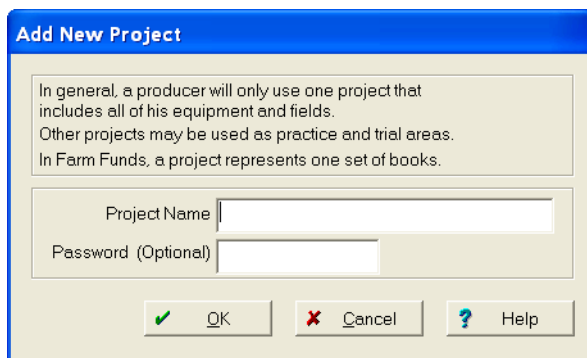 Add New Project
In general, a producer will only use one project that
includes all of his equipment and fields.
Other projects may be used as practice and trial areas.
In Farm Funds, a project represents one set of books.
Project Name
Password (Optional)
OK
Cancel
? Help